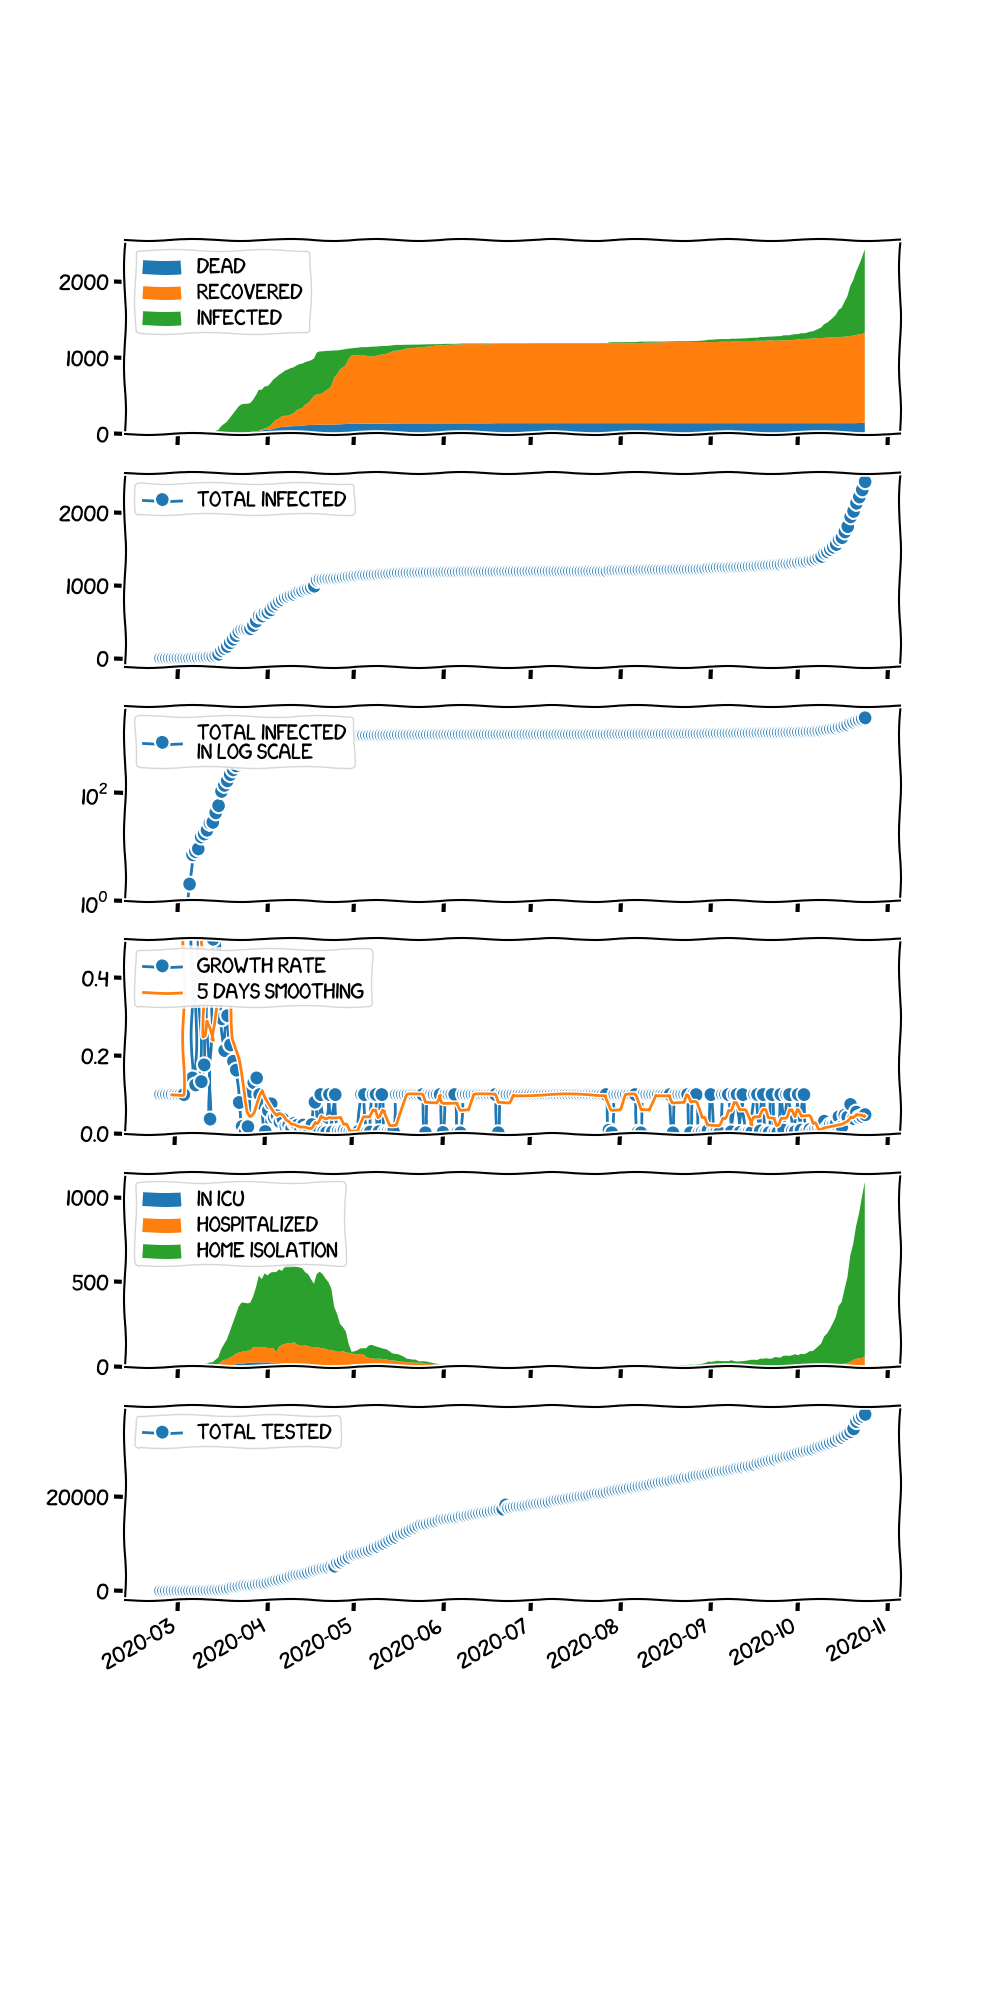 DEAD
RECOVERED
INFECTED
2000
1000
0
TOTAL INFECTED
2000
1000
0
TOTAL INFECTED
IN LOG SCALE
10²
10⁰
GROWTH RATE
5 DAYS SMOOTHING
0.4
0.2
0.0
IN ICU
HOSPITALIZED
HOME ISOLATION
1000
500
0
TOTAL TESTED
20000
0
2020-03 2020-04 2020-05 2020-06 2020-07 2020-08 2020-09 2020-10 2020-11